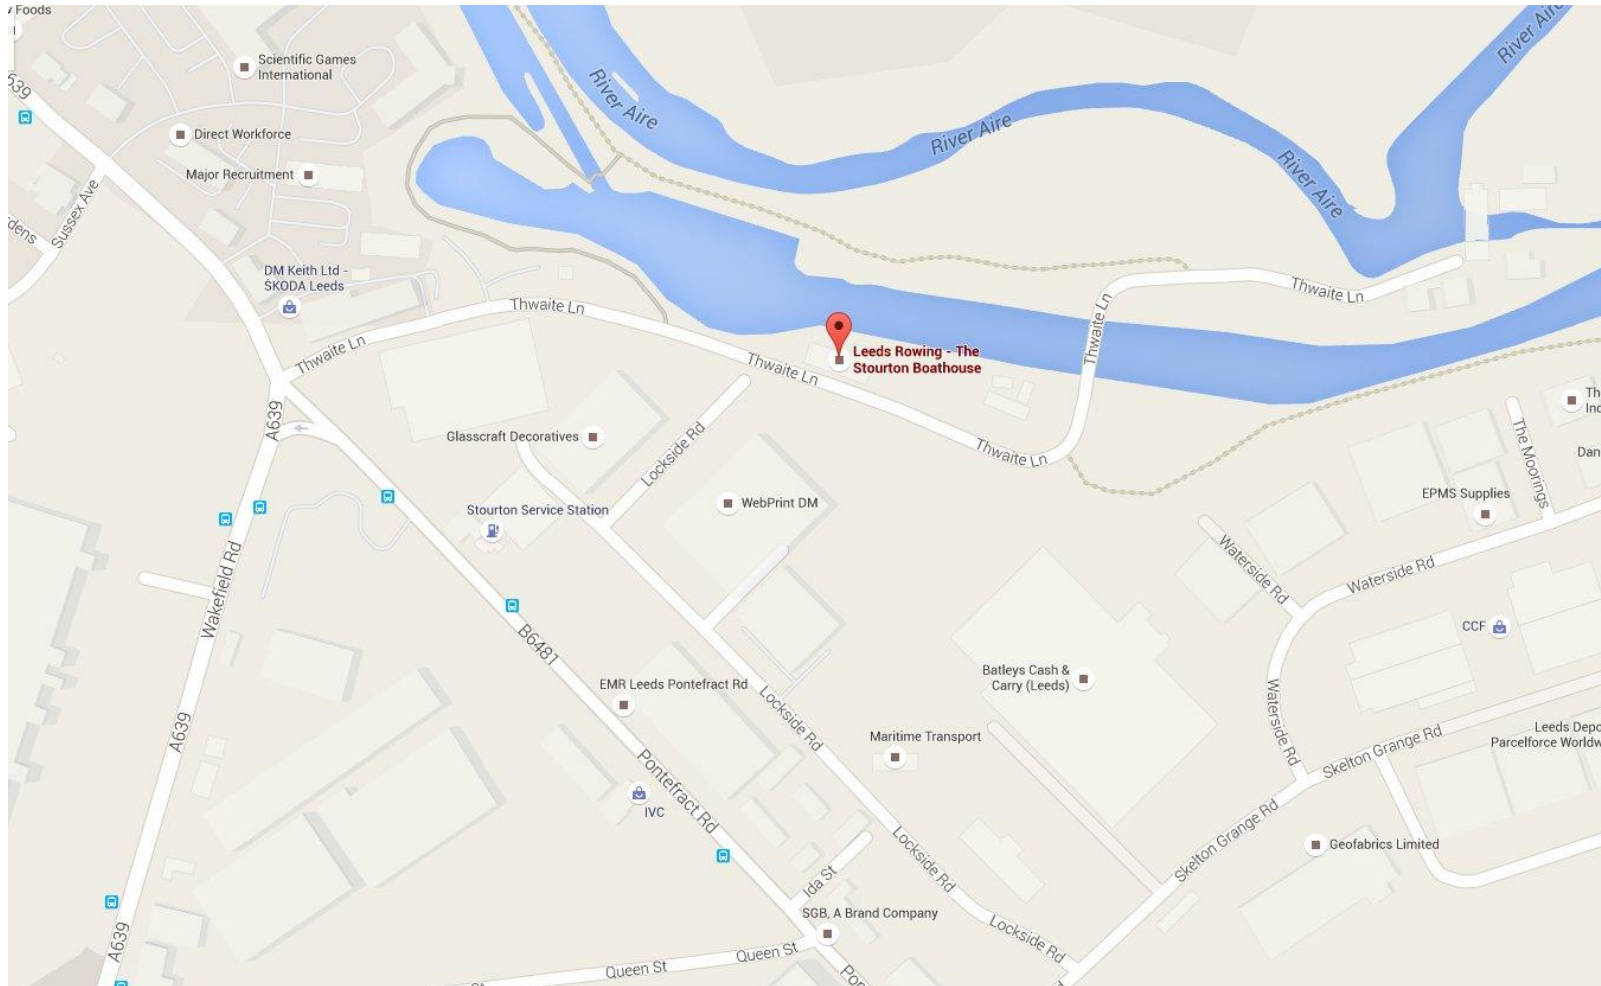 Foods
Scientific Games
International
River Aire
River Aire
River Aire
River Aire
Direct Workforce
Major Recruitment
Sussex Ave
DM Keith Ltd -
ŠKODA Leeds
Thwaite Ln
Thwaite Ln
Thwaite Ln
Leeds Rowing - The
Stourton Boathouse
Thwaite Ln
Thwaite Ln
Thwaite Ln
A639
Glasscraft Decoratives
Lockside Rd
WebPrint DM
Stourton Service Station
The Moorings
EPMS Supplies
Waterside Rd
Waterside Rd
CCF
Wakefield Rd
B6481
EMR Leeds Pontefract Rd
Batleys Cash &
Carry (Leeds)
Waterside Rd
Lockside Rd
Maritime Transport
A639
Pontefract Rd
IVC
Skelton Grange Rd
Leeds
Parcelforce
Skelton Grange Rd
Geofabrics Limited
Lockside Rd
Ida St
SGB, A Brand Company
A639
Queen St
Queen St
Lockside Rd